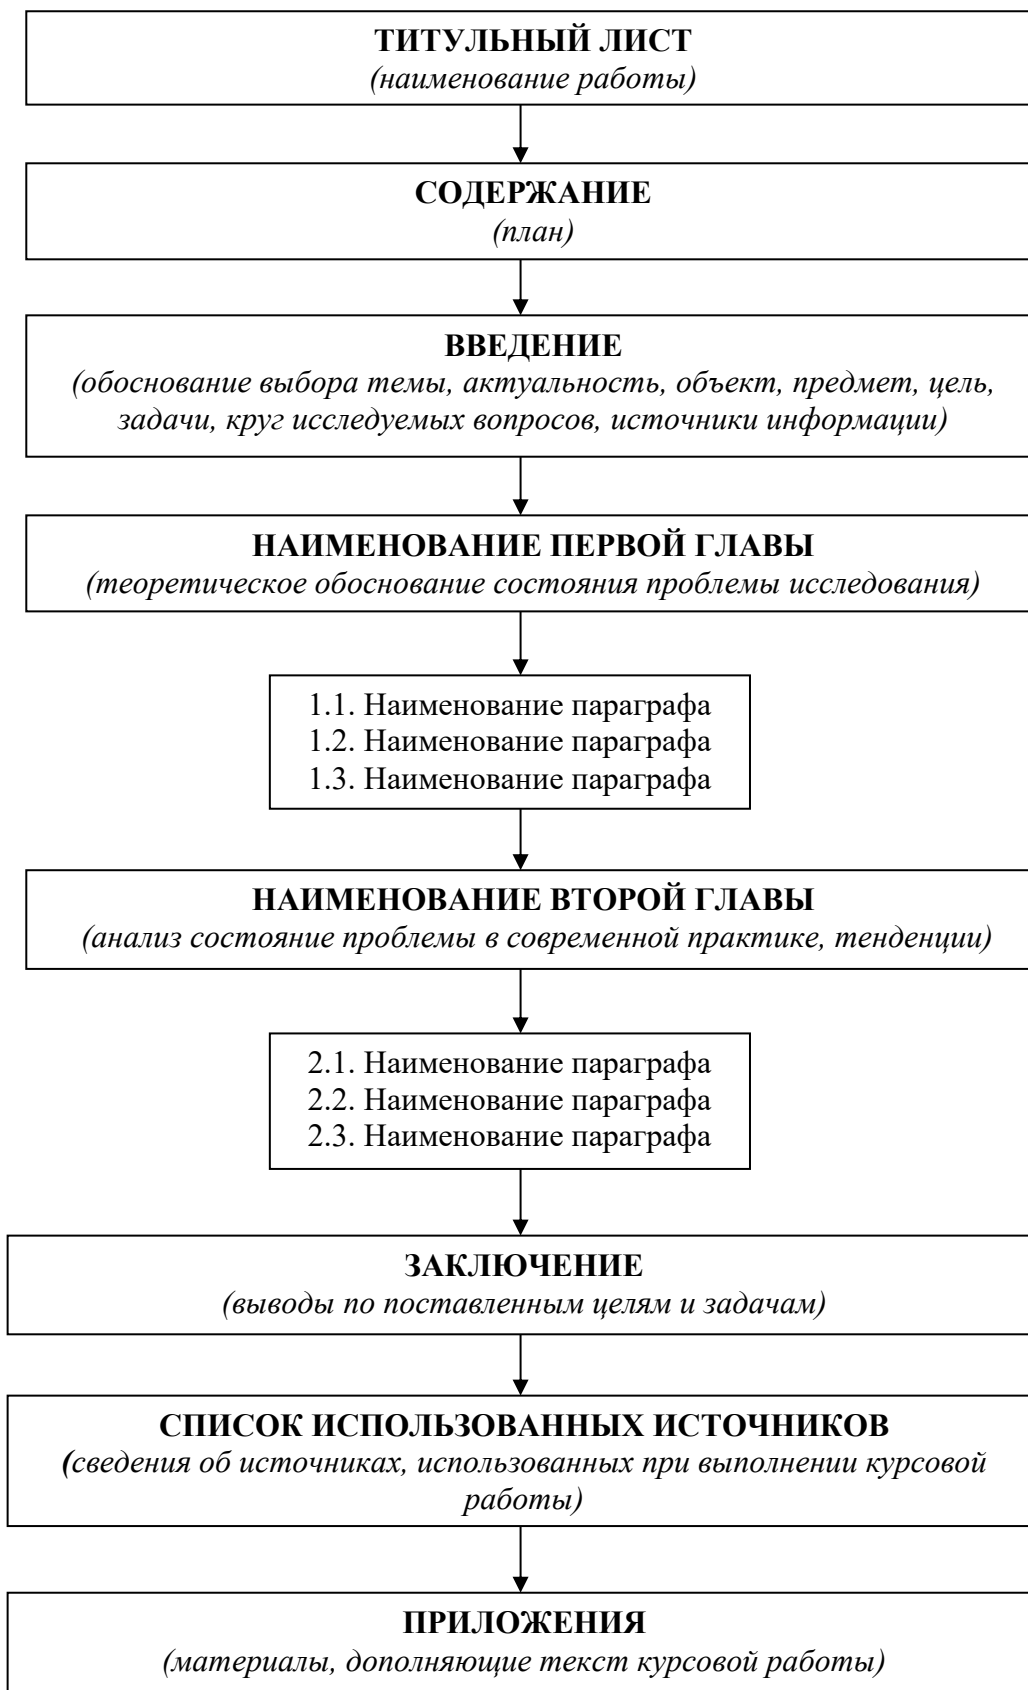 ТИТУЛЬНЫЙ ЛИСТ
(наименование работы)
СОДЕРЖАНИЕ
(план)
ВВЕДЕНИЕ
(обоснование выбора темы, актуальность, объект, предмет, цель,
задачи, круг исследуемых вопросов, источники информации)
НАИМЕНОВАНИЕ ПЕРВОЙ ГЛАВЫ
(теоретическое обоснование состояния проблемы исследования)
1.1. Наименование параграфа
1.2. Наименование параграфа
1.3. Наименование параграфа
НАИМЕНОВАНИЕ ВТОРОЙ ГЛАВЫ
(анализ состояние проблемы в современной практике, тенденции)
2.1. Наименование параграфа
2.2. Наименование параграфа
2.3. Наименование параграфа
ЗАКЛЮЧЕНИЕ
(выводы по поставленным целям и задачам)
СПИСОК ИСПОЛЬЗОВАННЫХ ИСТОЧНИКОВ
(сведения об источниках, использованных при выполнении курсовой
работы)
ПРИЛОЖЕНИЯ
(материалы, дополняющие текст курсовой работы)